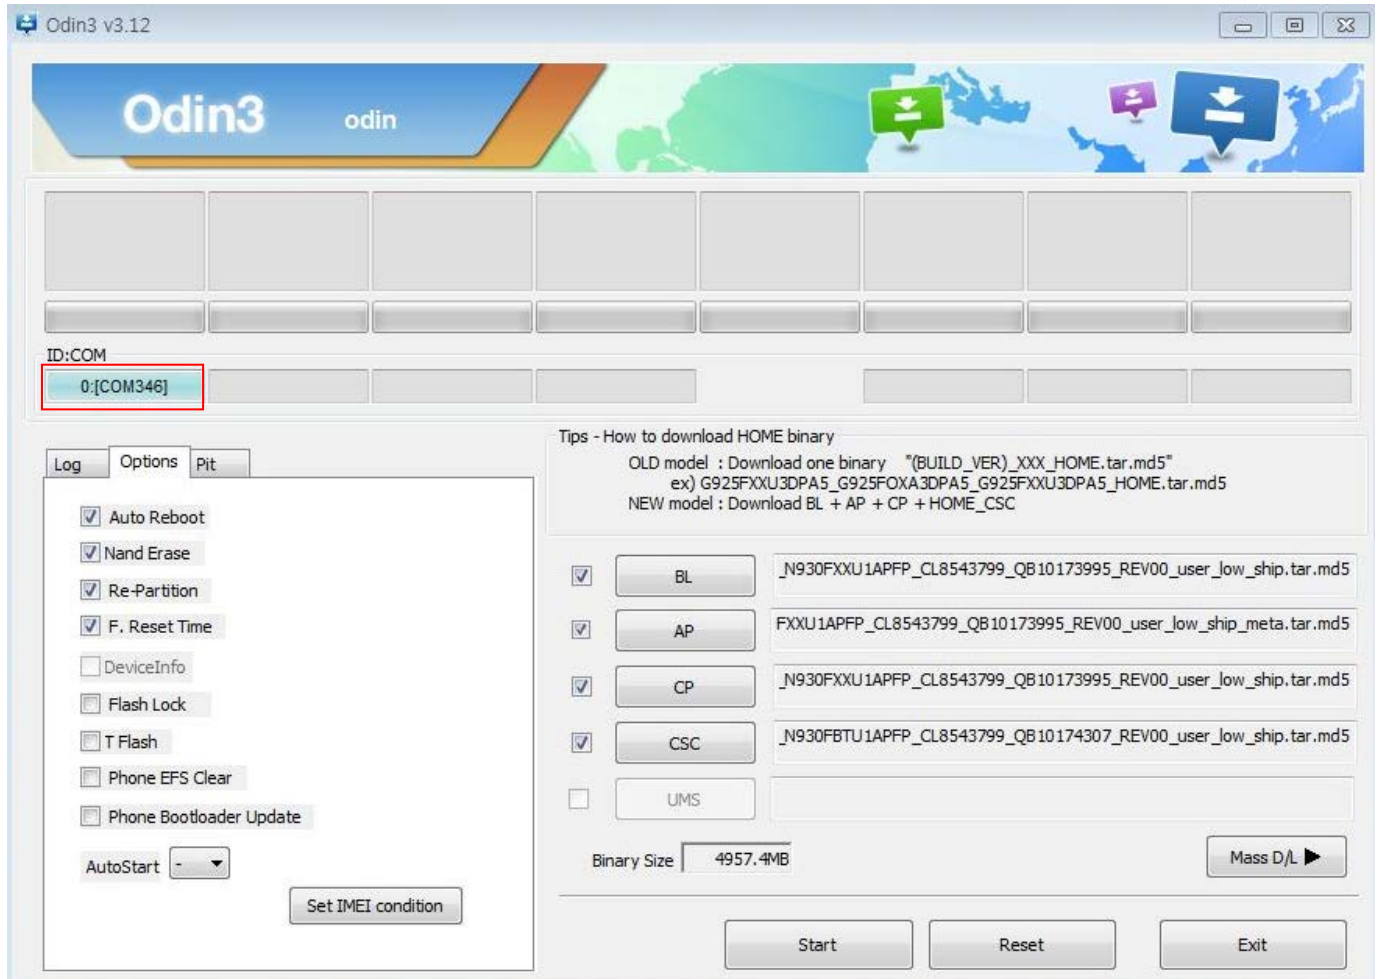 Odin3 v3.12
Odin3 odin
ID:COM
0:[COM346]
Log Options Pit
Auto Reboot
Nand Erase
Re-Partition
F. Reset Time
DeviceInfo
Flash Lock
T Flash
Phone EFS Clear
Phone Bootloader Update
AutoStart -
Set IMEI condition
Tips - How to download HOME binary
OLD model : Download one binary "(BUILD_VER)_XXX_HOME.tar.md5"
ex) G925FXXU3DPA5_G925FOXA3DPA5_G925FXXU3DPA5_HOME.tar.md5
NEW model : Download BL + AP + CP + HOME_CSC
BL _N930FXXU1APFP_CL8543799_QB10173995_REV00_user_low_ship.tar.md5
AP FXXU1APFP_CL8543799_QB10173995_REV00_user_low_ship_meta.tar.md5
CP _N930FXXU1APFP_CL8543799_QB10173995_REV00_user_low_ship.tar.md5
CSC _N930FBTU1APFP_CL8543799_QB10174307_REV00_user_low_ship.tar.md5
UMS
Binary Size 4957.4MB
Mass D/L
Start Reset Exit